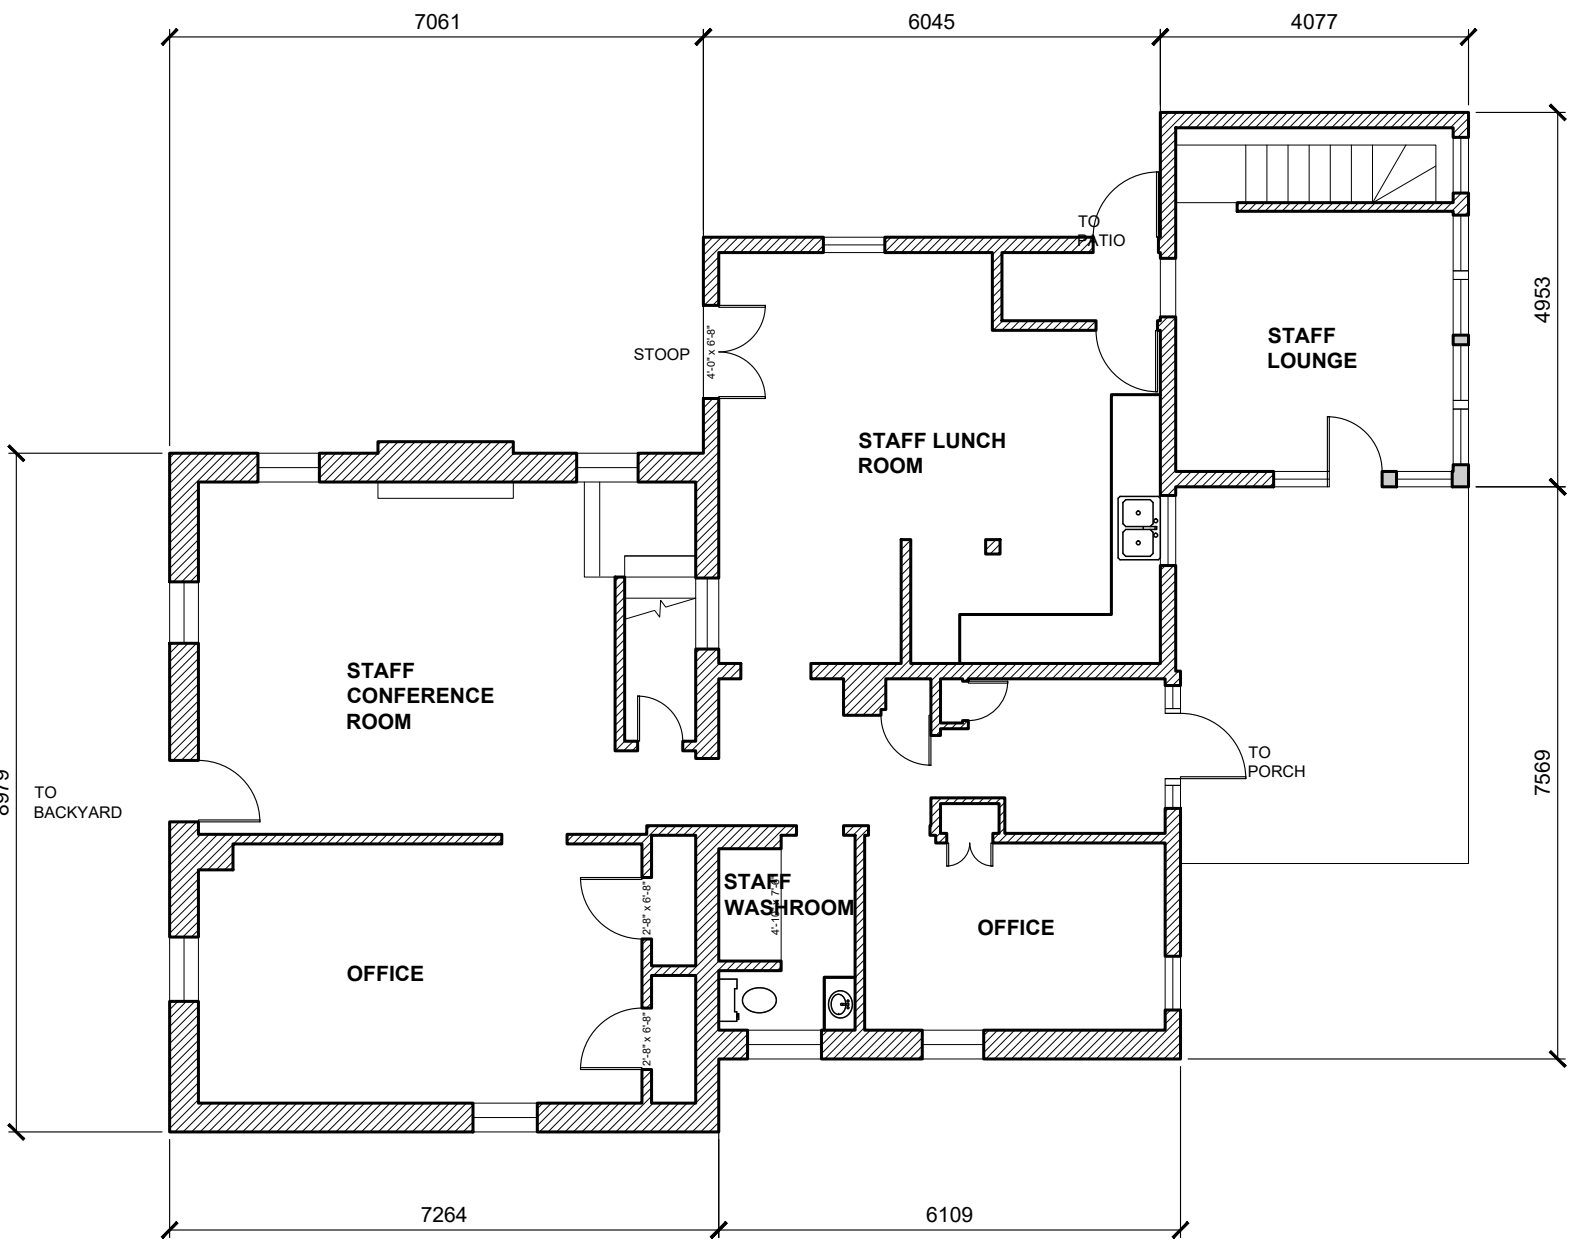 7061
6045
4077
TO
PATIO
4953
4'-0" x 6'-8"
STOOP
STAFF
LOUNGE
STAFF LUNCH
ROOM
STAFF
CONFERENCE
ROOM
TO
PORCH
7569
8979
TO
BACKYARD
STAFF
WASHROOM
2'-8" x 6'-8"
OFFICE
OFFICE
2'-8" x 6'-8"
7264
6109